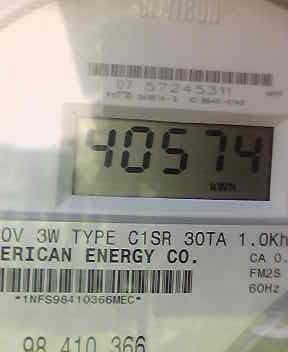 07 57245311
40574
kWh
0V 3W TYPE C1SR 30TA 1.0Kh
ERICAN ENERGY CO.
CA 0.
FM2S
60Hz
*1NFS98410366MEC*
98 410 366